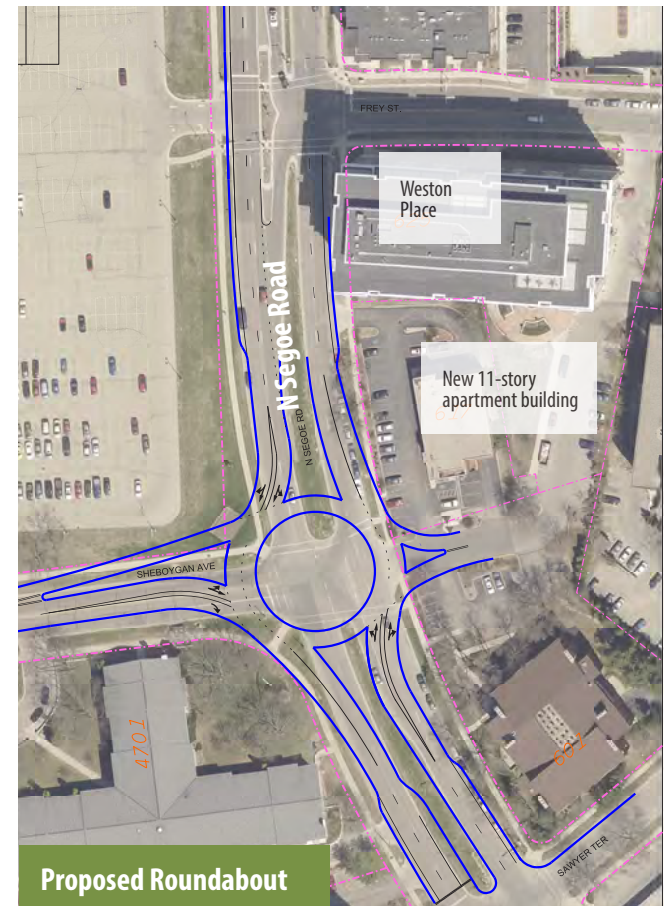 FREY ST.
Weston
Place
N Segoe Road
New 11-story
apartment building
N SEGOE RD
SHEBOYGAN AVE
4701
601
SAWYER TER
Proposed Roundabout